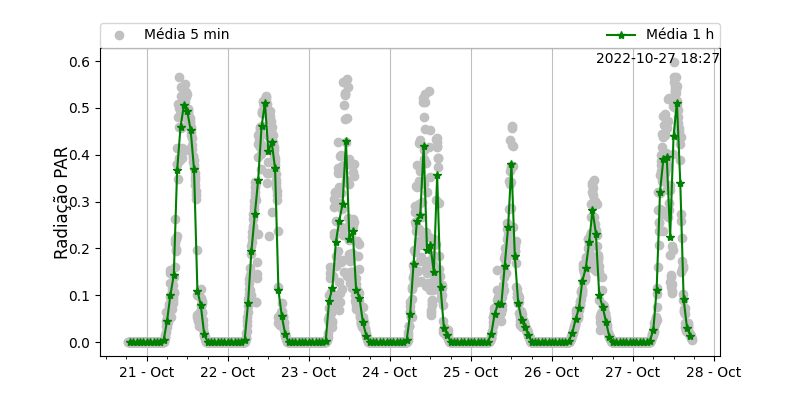 Média 5 min
Média 1 h
2022-10-27 18:27
0.6
0.5
0.4
0.3
0.2
0.1
0.0
Radiação PAR
21 - Oct
22 - Oct
23 - Oct
24 - Oct
25 - Oct
26 - Oct
27 - Oct
28 - Oct